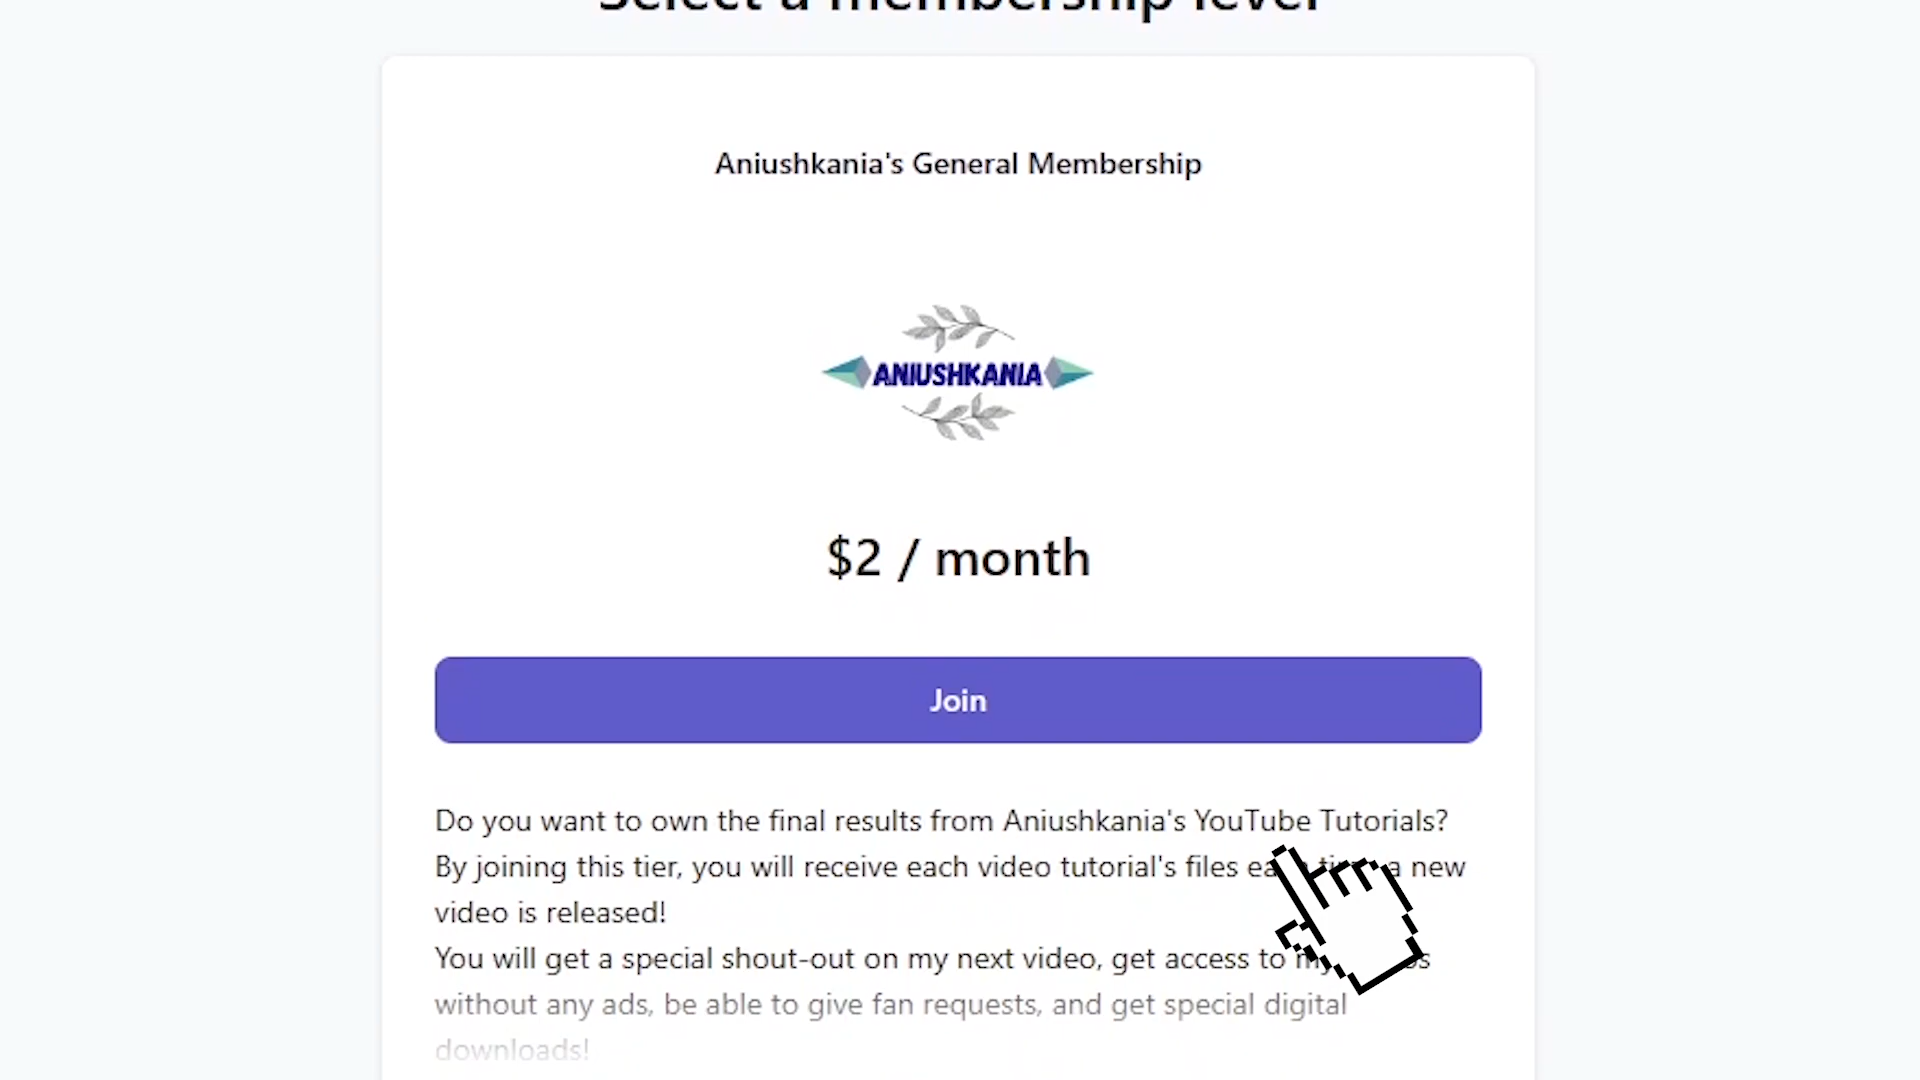 Select a membership level
Aniushkania's General Membership
ANIUSHKANIA
$2 / month
Join
Do you want to own the final results from Aniushkania's YouTube Tutorials?
By joining this tier, you will receive each video tutorial's files a new
video is released!
You will get a special shout-out on my next video, get access to
without any ads, be able to give fan requests, and get special digital
downloads!